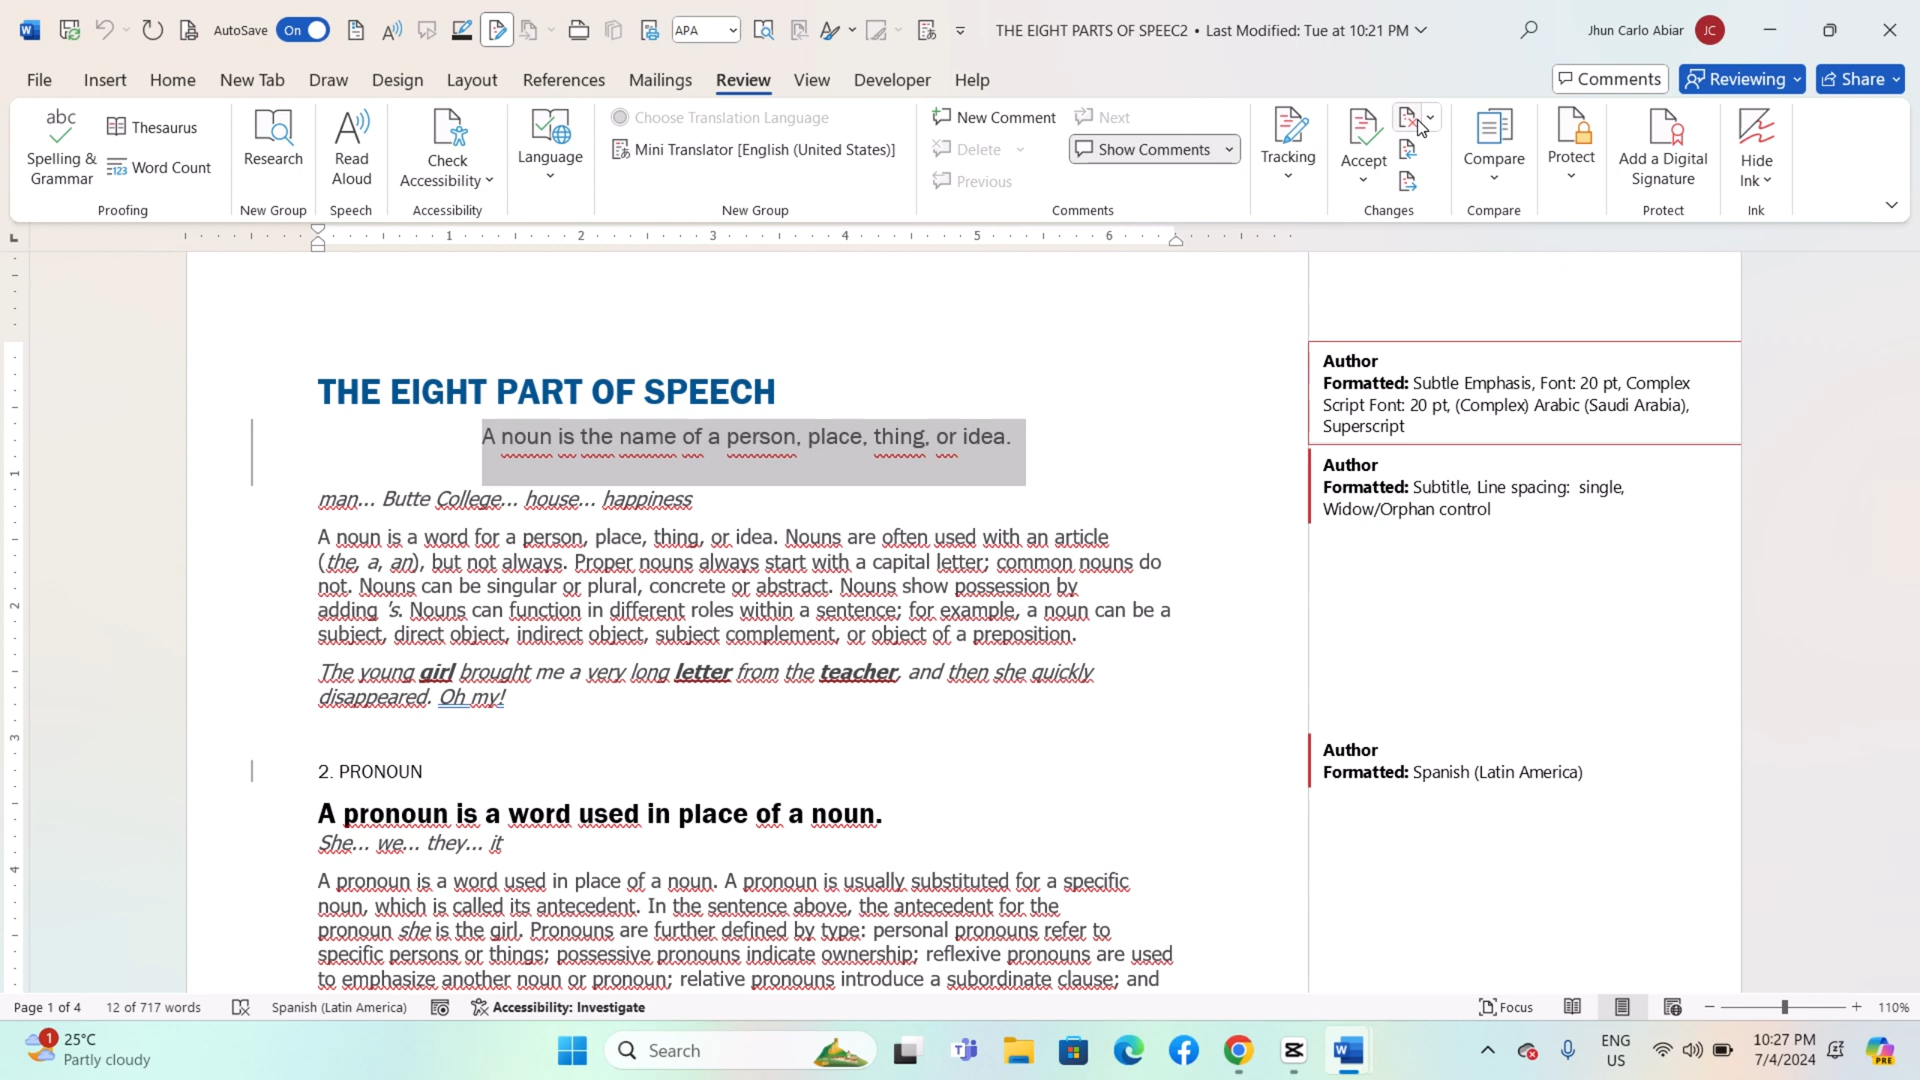 AutoSave
On
APA
THE EIGHT PARTS OF SPEEC2 • Last Modified: Tue at 10:21 PM
Jhun Carlo Abiar
JC
File
Insert
Home
New Tab
Draw
Design
Layout
References
Mailings
Review
View
Developer
Help
Comments
Reviewing
Share
abc
Spelling &
Grammar
Thesaurus
123 Word Count
Proofing
Research
New Group
Read
Aloud
Speech
Check
Accessibility
Accessibility
Language
Choose Translation Language
Mini Translator [English (United States)]
New Group
New Comment
Delete
Previous
Next
Show Comments
Comments
Tracking
Accept
Changes
Compare
Compare
Protect
Add a Digital
Signature
Protect
Hide
Ink
Ink
1 2 3 4 5 6
THE EIGHT PART OF SPEECH
A noun is the name of a person, place, thing, or idea.
man... Butte College... house... happiness
A noun is a word for a person, place, thing, or idea. Nouns are often used with an article
(the, a, an), but not always. Proper nouns always start with a capital letter; common nouns do
not. Nouns can be singular or plural, concrete or abstract. Nouns show possession by
adding 's. Nouns can function in different roles within a sentence; for example, a noun can be a
subject, direct object, indirect object, subject complement, or object of a preposition.
The young girl brought me a very long letter from the teacher, and then she quickly
disappeared. Oh my!
2. PRONOUN
A pronoun is a word used in place of a noun.
She... we... they... it
A pronoun is a word used in place of a noun. A pronoun is usually substituted for a specific
noun, which is called its antecedent. In the sentence above, the antecedent for the
pronoun she is the girl. Pronouns are further defined by type: personal pronouns refer to
specific persons or things; possessive pronouns indicate ownership; reflexive pronouns are used
to emphasize another noun or pronoun; relative pronouns introduce a subordinate clause; and
Author
Formatted: Subtle Emphasis, Font: 20 pt, Complex
Script Font: 20 pt, (Complex) Arabic (Saudi Arabia),
Superscript
Author
Formatted: Subtitle, Line spacing: single,
Widow/Orphan control
Author
Formatted: Spanish (Latin America)
1
2
3
4
Page 1 of 4
12 of 717 words
Spanish (Latin America)
Accessibility: Investigate
Focus
110%
1
25°C
Partly cloudy
Search
ENG
US
10:27 PM
7/4/2024
PRE